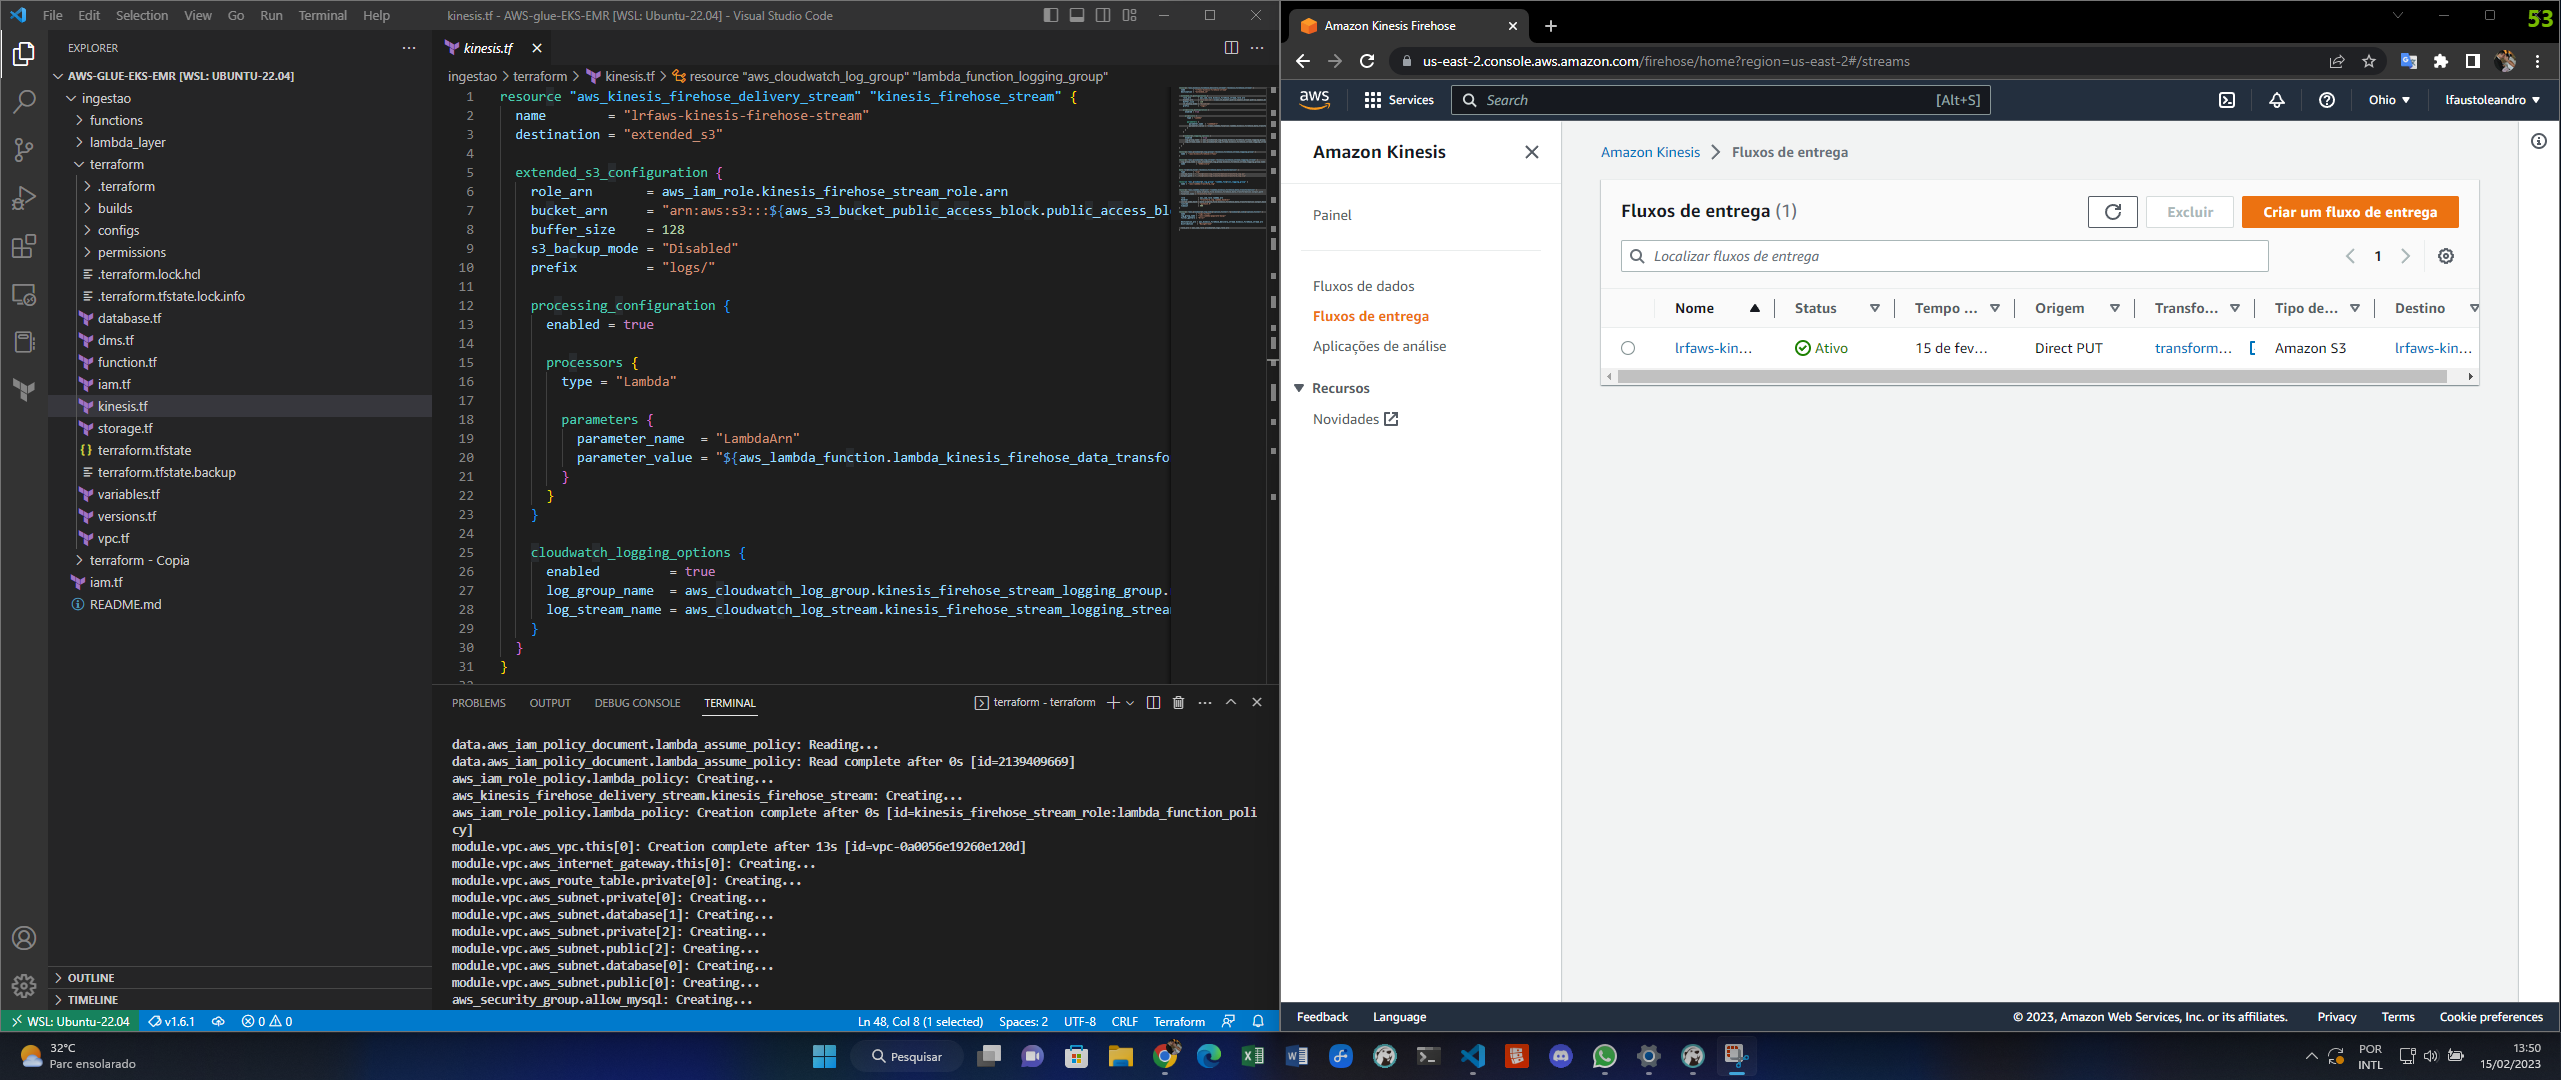 File Edit Selection View Go Run Terminal Help
kinesis.tf - AWS-glue-EKS-EMR [WSL: Ubuntu-22.04] - Visual Studio Code
EXPLORER
AWS-GLUE-EKS-EMR [WSL: UBUNTU-22.04]
ingestao
functions
lambda_layer
terraform
.terraform
builds
configs
permissions
.terraform.lock.hcl
.terraform.tfstate.lock.info
database.tf
dms.tf
function.tf
iam.tf
kinesis.tf
storage.tf
{} terraform.tfstate
terraform.tfstate.backup
variables.tf
versions.tf
vpc.tf
terraform - Copia
iam.tf
README.md
OUTLINE
TIMELINE
kinesis.tf
ingestao > terraform > kinesis.tf > resource "aws_cloudwatch_log_group" "lambda_function_logging_group"
1 resource "aws_kinesis_firehose_delivery_stream" "kinesis_firehose_stream" {
2 name = "lrfaws-kinesis-firehose-stream"
3 destination = "extended_s3"
4
5 extended_s3_configuration {
6 role_arn = aws_iam_role.kinesis_firehose_stream_role.arn
7 bucket_arn = "arn:aws:s3:::${aws_s3_bucket_public_access_block.public_access_blo
8 buffer_size = 128
9 s3_backup_mode = "Disabled"
10 prefix = "logs/"
11
12 processing_configuration {
13 enabled = true
14
15 processors {
16 type = "Lambda"
17
18 parameters {
19 parameter_name = "LambdaArn"
20 parameter_value = "${aws_lambda_function.lambda_kinesis_firehose_data_transfo
21 }
22 }
23 }
24
25 cloudwatch_logging_options {
26 enabled = true
27 log_group_name = aws_cloudwatch_log_group.kinesis_firehose_stream_logging_group.
28 log_stream_name = aws_cloudwatch_log_stream.kinesis_firehose_stream_logging_strea
29 }
30 }
31 }
PROBLEMS OUTPUT DEBUG CONSOLE TERMINAL
terraform - terraform
data.aws_iam_policy_document.lambda_assume_policy: Reading...
data.aws_iam_policy_document.lambda_assume_policy: Read complete after 0s [id=2139409669]
aws_iam_role_policy.lambda_policy: Creating...
aws_kinesis_firehose_delivery_stream.kinesis_firehose_stream: Creating...
aws_iam_role_policy.lambda_policy: Creation complete after 0s [id=kinesis_firehose_stream_role:lambda_function_poli
cy]
module.vpc.aws_vpc.this[0]: Creation complete after 13s [id=vpc-0a0056e19260e120d]
module.vpc.aws_internet_gateway.this[0]: Creating...
module.vpc.aws_route_table.private[0]: Creating...
module.vpc.aws_subnet.private[0]: Creating...
module.vpc.aws_subnet.database[1]: Creating...
module.vpc.aws_subnet.private[2]: Creating...
module.vpc.aws_subnet.public[2]: Creating...
module.vpc.aws_subnet.database[0]: Creating...
module.vpc.aws_subnet.public[0]: Creating...
aws_security_group.allow_mysql: Creating...
WSL: Ubuntu-22.04 v1.6.1 0 0
Ln 48, Col 8 (1 selected) Spaces: 2 UTF-8 CRLF Terraform
Amazon Kinesis Firehose
53
us-east-2.console.aws.amazon.com/firehose/home?region=us-east-2#/streams
aws Services Search [Alt+S] Ohio lfaustoleandro
Amazon Kinesis
Painel
Fluxos de dados
Fluxos de entrega
Aplicações de análise
Recursos
Novidades
Amazon Kinesis > Fluxos de entrega
Fluxos de entrega (1)
Excluir
Criar um fluxo de entrega
Localizar fluxos de entrega
1
Nome Status Tempo ... Origem Transfo... Tipo de... Destino
lrfaws-kin... Ativo 15 de fev... Direct PUT transform... Amazon S3 lrfaws-kin...
Feedback Language
© 2023, Amazon Web Services, Inc. or its affiliates. Privacy Terms Cookie preferences
32°C
Parc ensolarado
Pesquisar
POR
INTL
13:50
15/02/2023